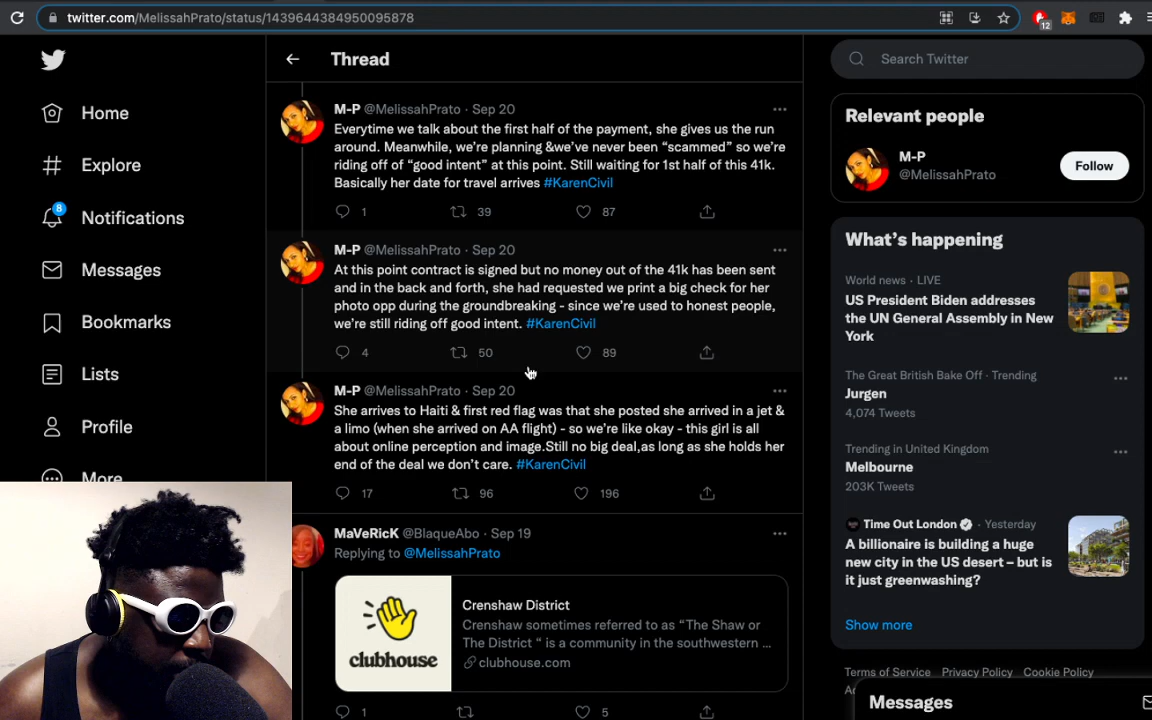 twitter.com/MelissahPrato/status/1439644384950095878
12
Home
Explore
8
Notifications
Messages
Bookmarks
Lists
Profile
More
Thread
M-P @MelissahPrato · Sep 20
Everytime we talk about the first half of the payment, she gives us the run
around. Meanwhile, we're planning &we've never been "scammed" so we're
riding off of "good intent" at this point. Still waiting for 1st half of this 41k.
Basically her date for travel arrives #KarenCivil
1 39 87
M-P @MelissahPrato · Sep 20
At this point contract is signed but no money out of the 41k has been sent
and in the back and forth, she had requested we print a big check for her
photo opp during the groundbreaking - since we're used to honest people,
we're still riding off good intent. #KarenCivil
4 50 89
M-P @MelissahPrato · Sep 20
She arrives to Haiti & first red flag was that she posted she arrived in a jet &
a limo (when she arrived on AA flight) - so we're like okay - this girl is all
about online perception and image.Still no big deal,as long as she holds her
end of the deal we don't care. #KarenCivil
17 96 196
MaVeRicK @BlaqueAbo · Sep 19
Replying to @MelissahPrato
clubhouse
Crenshaw District
Crenshaw sometimes referred to as "The Shaw or
The District " is a community in the southwestern ...
clubhouse.com
1 5
Search Twitter
Relevant people
M-P
@MelissahPrato
Follow
What's happening
World news · LIVE
US President Biden addresses
the UN General Assembly in New
York
The Great British Bake Off · Trending
Jurgen
4,074 Tweets
Trending in United Kingdom
Melbourne
203K Tweets
Time Out London · Yesterday
A billionaire is building a huge
new city in the US desert – but is
it just greenwashing?
Show more
Terms of Service Privacy Policy Cookie Policy
Messages